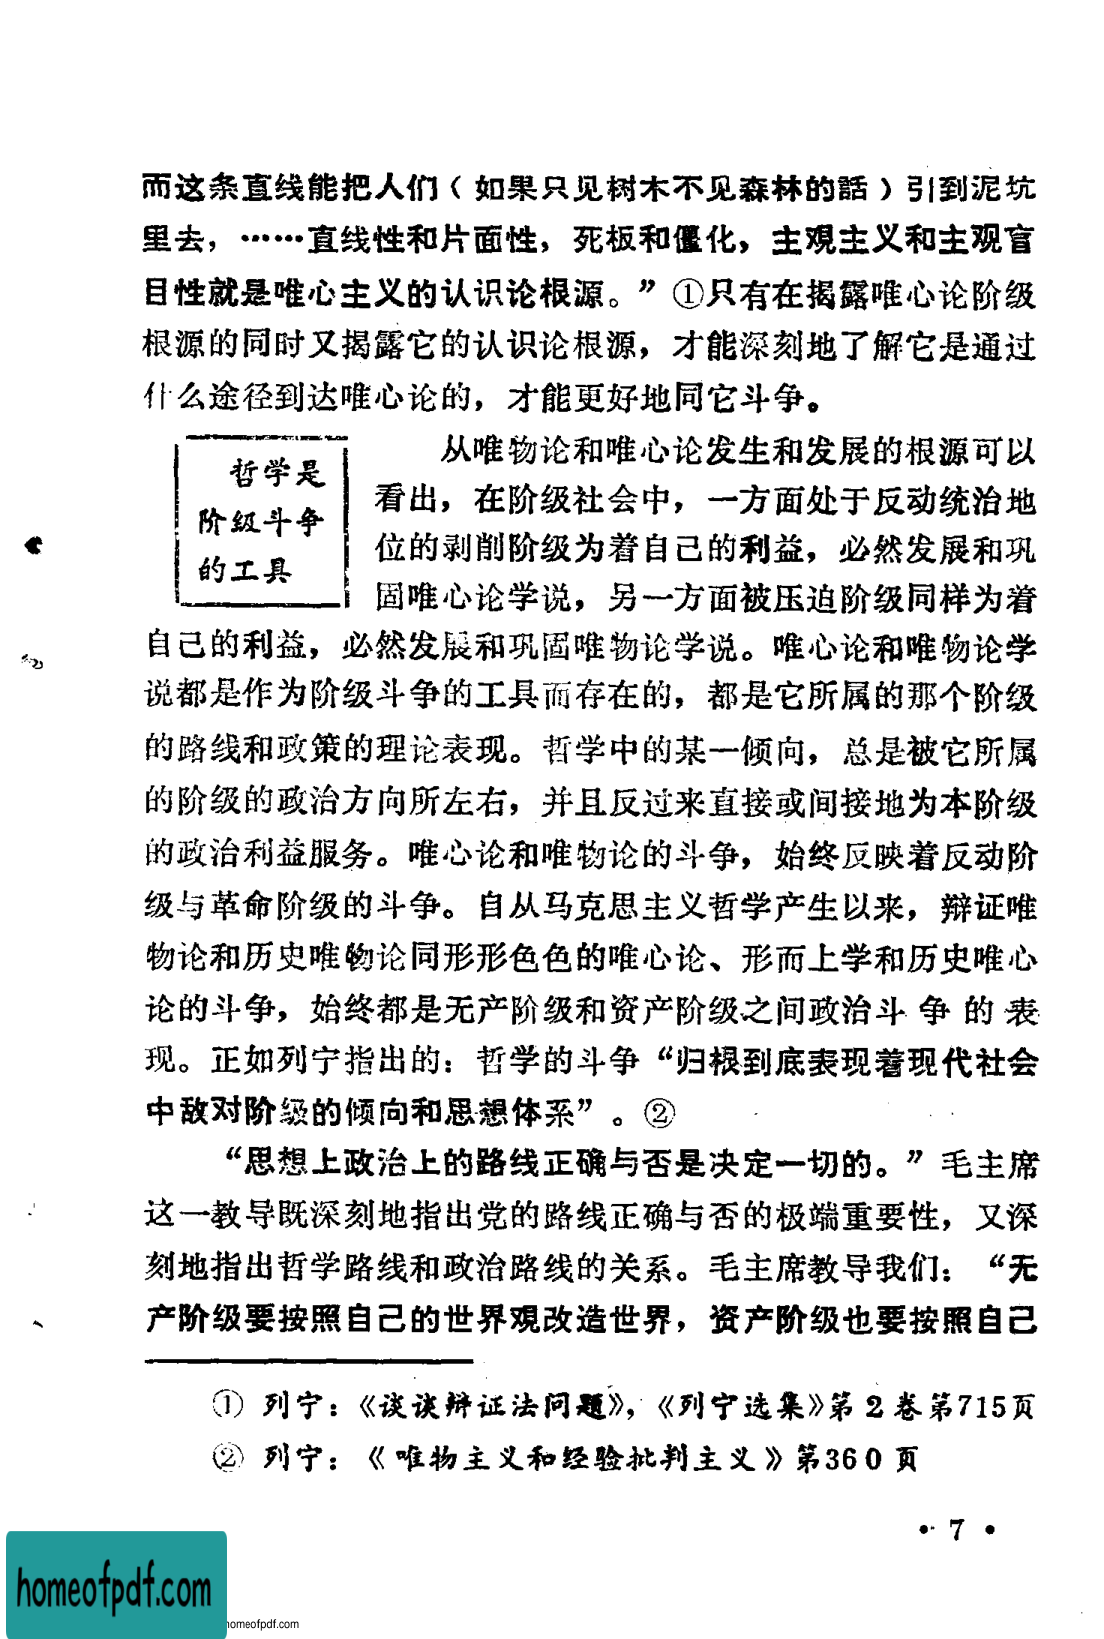 而这条直线能把人们（如果只见树木不见森林的話）引到泥坑
里去，……直线性和片面性，死板和僵化，主观主义和主观盲
目性就是唯心主义的认识论根源。”①只有在揭露唯心论阶级
根源的同时又揭露它的认识论根源，才能深刻地了解它是通过
什么途径到达唯心论的，才能更好地同它斗争。
哲学是
阶级斗争
的工具
从唯物论和唯心论发生和发展的根源可以
看出，在阶级社会中，一方面处于反动统治地
位的剥削阶级为着自己的利益，必然发展和巩
固唯心论学说，另一方面被压迫阶级同样为着
自己的利益，必然发展和巩固唯物论学说。唯心论和唯物论学
说都是作为阶级斗争的工具而存在的，都是它所属的那个阶级
的路线和政策的理论表现。哲学中的某一倾向，总是被它所属
的阶级的政治方向所左右，并且反过来直接或间接地为本阶级
的政治利益服务。唯心论和唯物论的斗争，始终反映着反动阶
级与革命阶级的斗争。自从马克思主义哲学产生以来，辩证唯
物论和历史唯物论同形形色色的唯心论、形而上学和历史唯心
论的斗争，始终都是无产阶级和资产阶级之间政治斗争的表
现。正如列宁指出的：哲学的斗争“归根到底表现着现代社会
中敌对阶级的倾向和思想体系”。②
“思想上政治上的路线正确与否是决定一切的。”毛主席
这一教导既深刻地指出党的路线正确与否的极端重要性，又深
刻地指出哲学路线和政治路线的关系。毛主席教导我们：“无
产阶级要按照自己的世界观改造世界，资产阶级也要按照自己
① 列宁：《谈谈辩证法问题》，《列宁选集》第2卷第715页
② 列宁：《唯物主义和经验批判主义》第360页
• 7 •
homeofpdf.com
homeofpdf.com